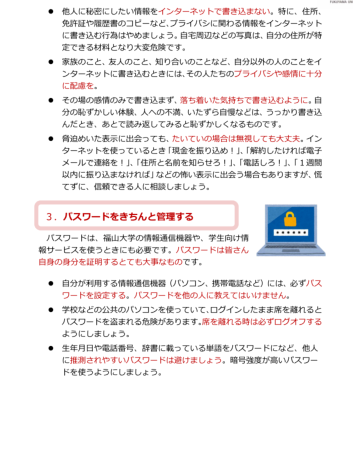 ● 他人に秘密にしたい情報をインターネットで書き込まない。特に、住所、
免許証や履歴書のコピーなど、プライバシに関わる情報をインターネット
に書き込む行為はやめましょう。自宅周辺などの写真は、自分の住所が特
定できる材料となり大変危険です。
● 家族のこと、友人のこと、知り合いのことなど、自分以外の人のことをイ
ンターネットに書き込むときには、その人たちのプライバシや感情に十分
に配慮を。
● その場の感情のみで書き込まず、落ち着いた気持ちで書き込むように。自
分の恥ずかしい体験、人への不満、いたずら自慢などは、うっかり書き込
んだとき、あとで読み返してみると恥ずかしくなるものです。
● 脅迫めいた表示に出会っても、たいていの場合は無視しても大丈夫。イン
ターネットを使っているとき「現金を振り込め!」、「解約したければ電子
メールで連絡を!」、「住所と名前を知らせろ!」、「電話しろ!」、「1週間
以内に振り込まなければ」などの怖い表示に出会う場合もありますが、慌
てずに、信頼できる人に相談しましょう。
3.パスワードをきちんと管理する
パスワードは、福山大学の情報通信機器や、学生向け情
報サービスを使うときにも必要です。パスワードは皆さん
自身の身分を証明するとても大事なものです。
● 自分が利用する情報通信機器(パソコン、携帯電話など)には、必ずパス
ワードを設定する。パスワードを他の人に教えてはいけません。
● 学校などの公共のパソコンを使っていて、ログインしたまま席を離れると
パスワードを盗まれる危険があります。席を離れる時は必ずログオフする
ようにしましょう。
● 生年月日や電話番号、辞書に載っている単語をパスワードになど、他人
に推測されやすいパスワードは避けましょう。暗号強度が高いパスワー
ドを使うようにしましょう。